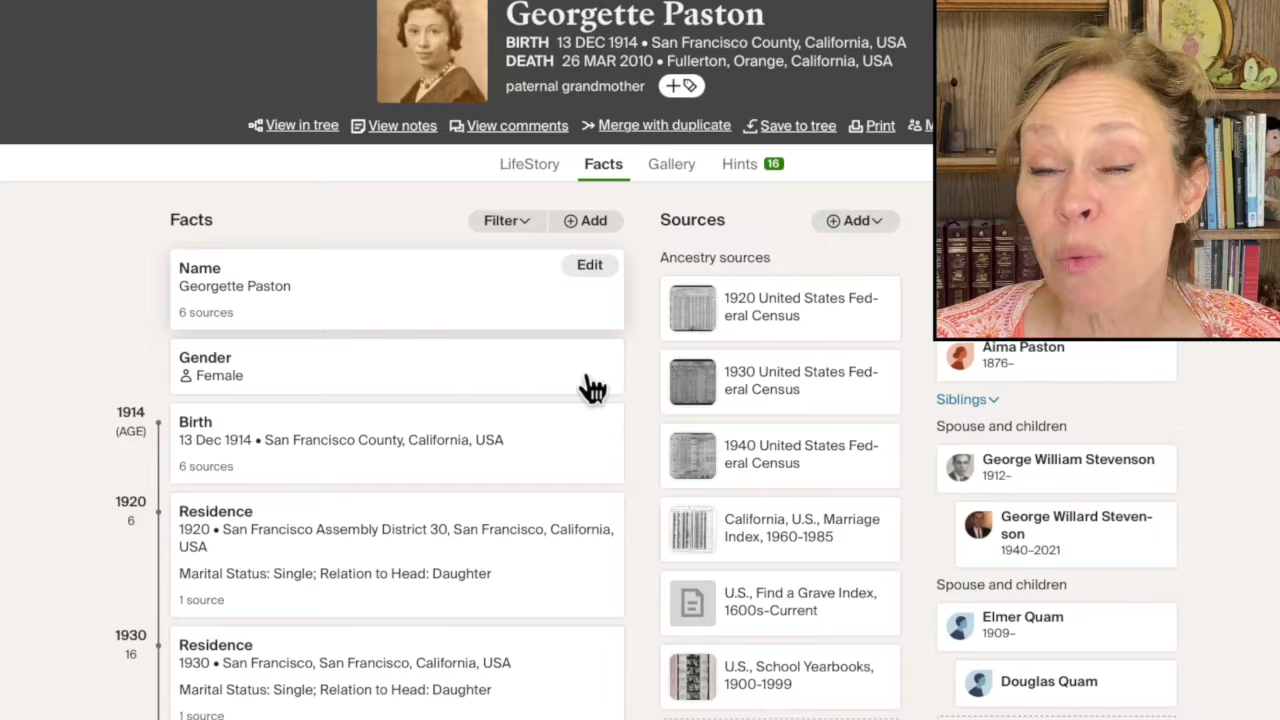 Georgette Paston
BIRTH 13 DEC 1914 • San Francisco County, California, USA
DEATH 26 MAR 2010 • Fullerton, Orange, California, USA
paternal grandmother
View in tree
View notes
View comments
Merge with duplicate
Save to tree
Print
M
LifeStory
Facts
Gallery
Hints 16
Facts
Filter
Add
Name
Edit
Georgette Paston
6 sources
Gender
Female
1914
(AGE)
Birth
13 Dec 1914 • San Francisco County, California, USA
6 sources
1920
6
Residence
1920 • San Francisco Assembly District 30, San Francisco, California,
USA
Marital Status: Single; Relation to Head: Daughter
1 source
1930
16
Residence
1930 • San Francisco, San Francisco, California, USA
Marital Status: Single; Relation to Head: Daughter
1 source
Sources
Add
Ancestry sources
1920 United States Fed-
eral Census
1930 United States Fed-
eral Census
1940 United States Fed-
eral Census
California, U.S., Marriage
Index, 1960-1985
U.S., Find a Grave Index,
1600s-Current
U.S., School Yearbooks,
1900-1999
Aima Paston
1876–
Siblings
Spouse and children
George William Stevenson
1912–
George Willard Steven-
son
1940–2021
Spouse and children
Elmer Quam
1909–
Douglas Quam